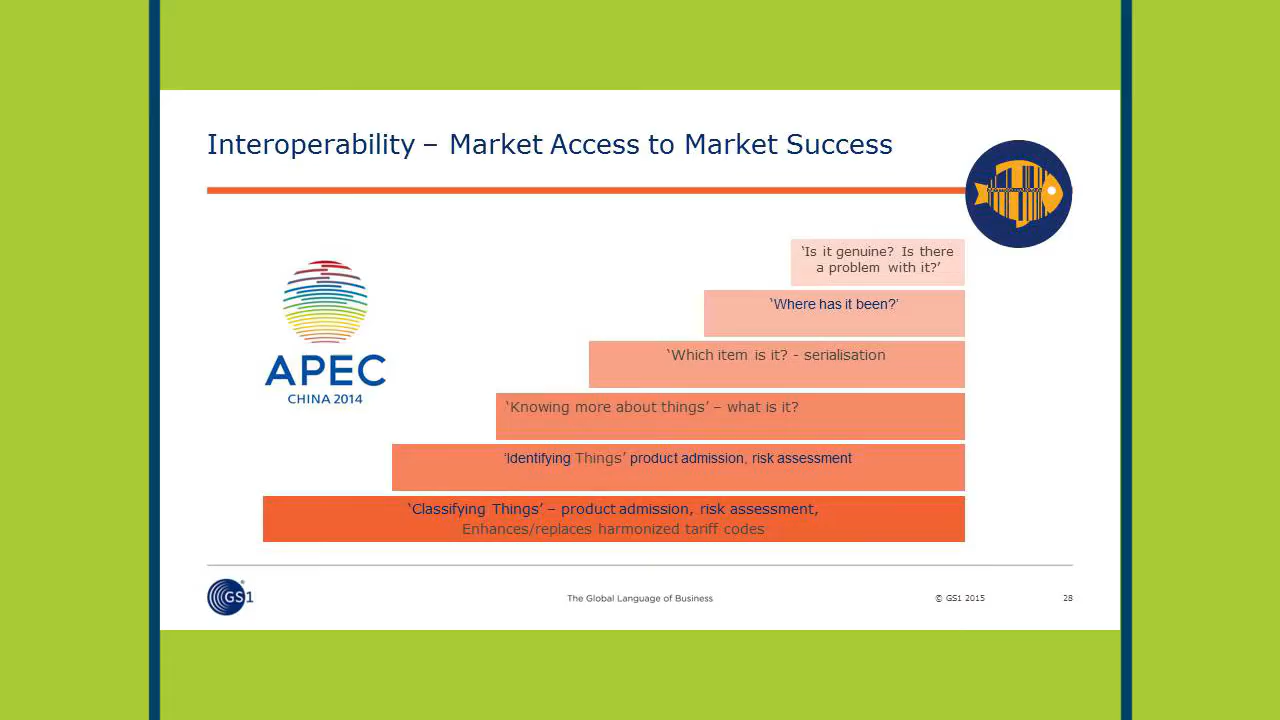 Interoperability – Market Access to Market Success
‘Is it genuine? Is there
a problem with it?’
‘Where has it been?’
‘Which item is it? - serialisation
‘Knowing more about things’ – what is it?
‘Identifying Things’ product admission, risk assessment
‘Classifying Things’ – product admission, risk assessment,
Enhances/replaces harmonized tariff codes
APEC
CHINA 2014
GS1
®
The Global Language of Business
© GS1 2015
28